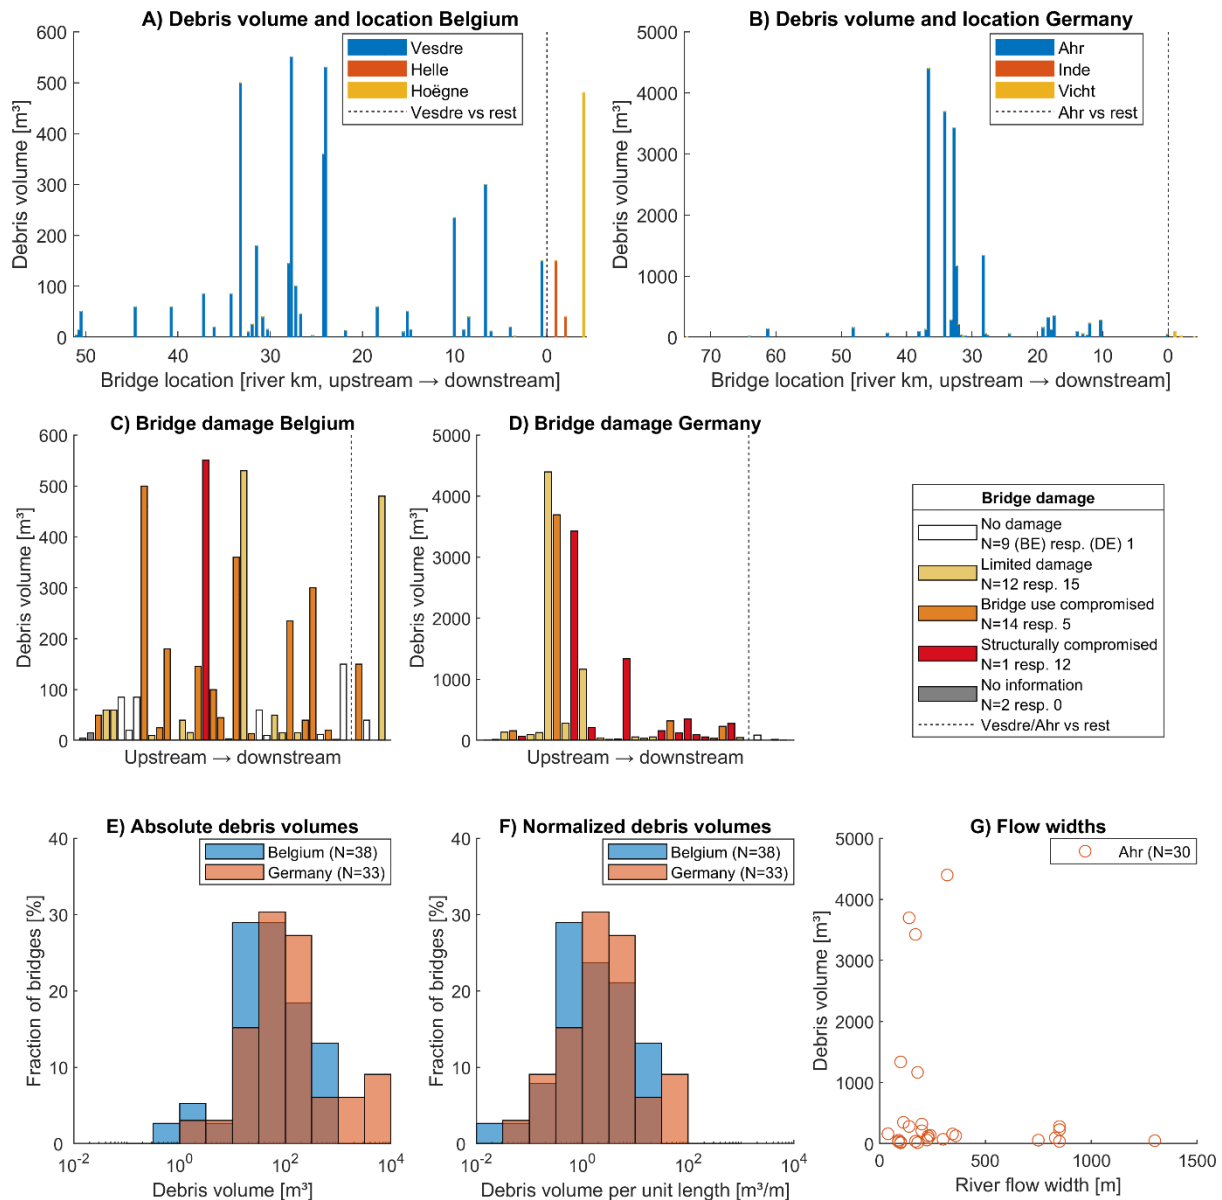 A) Debris volume and location Belgium
600
500
400
300
200
100
0
Debris volume [m³]
Vesdre
Helle
Hoëgne
Vesdre vs rest
50 40 30 20 10 0
Bridge location [river km, upstream → downstream]
B) Debris volume and location Germany
5000
4000
3000
2000
1000
0
Debris volume [m³]
Ahr
Inde
Vicht
Ahr vs rest
70 60 50 40 30 20 10 0
Bridge location [river km, upstream → downstream]
C) Bridge damage Belgium
600
500
400
300
200
100
0
Debris volume [m³]
Upstream → downstream
D) Bridge damage Germany
5000
4000
3000
2000
1000
0
Debris volume [m³]
Upstream → downstream
Bridge damage
No damage
N=9 (BE) resp. (DE) 1
Limited damage
N=12 resp. 15
Bridge use compromised
N=14 resp. 5
Structurally compromised
N=1 resp. 12
No information
N=2 resp. 0
Vesdre/Ahr vs rest
E) Absolute debris volumes
40
30
20
10
0
Fraction of bridges [%]
Belgium (N=38)
Germany (N=33)
10⁻² 10⁰ 10² 10⁴
Debris volume [m³]
F) Normalized debris volumes
40
30
20
10
0
Fraction of bridges [%]
Belgium (N=38)
Germany (N=33)
10⁻² 10⁰ 10² 10⁴
Debris volume per unit length [m³/m]
G) Flow widths
5000
4000
3000
2000
1000
0
Debris volume [m³]
Ahr (N=30
0 500 1000 1500
River flow width [m]